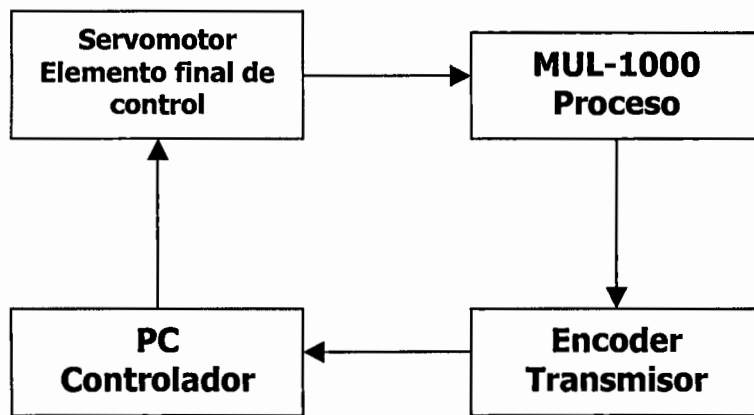 Servomotor
Elemento final de
control
MUL-1000
Proceso
PC
Controlador
Encoder
Transmisor